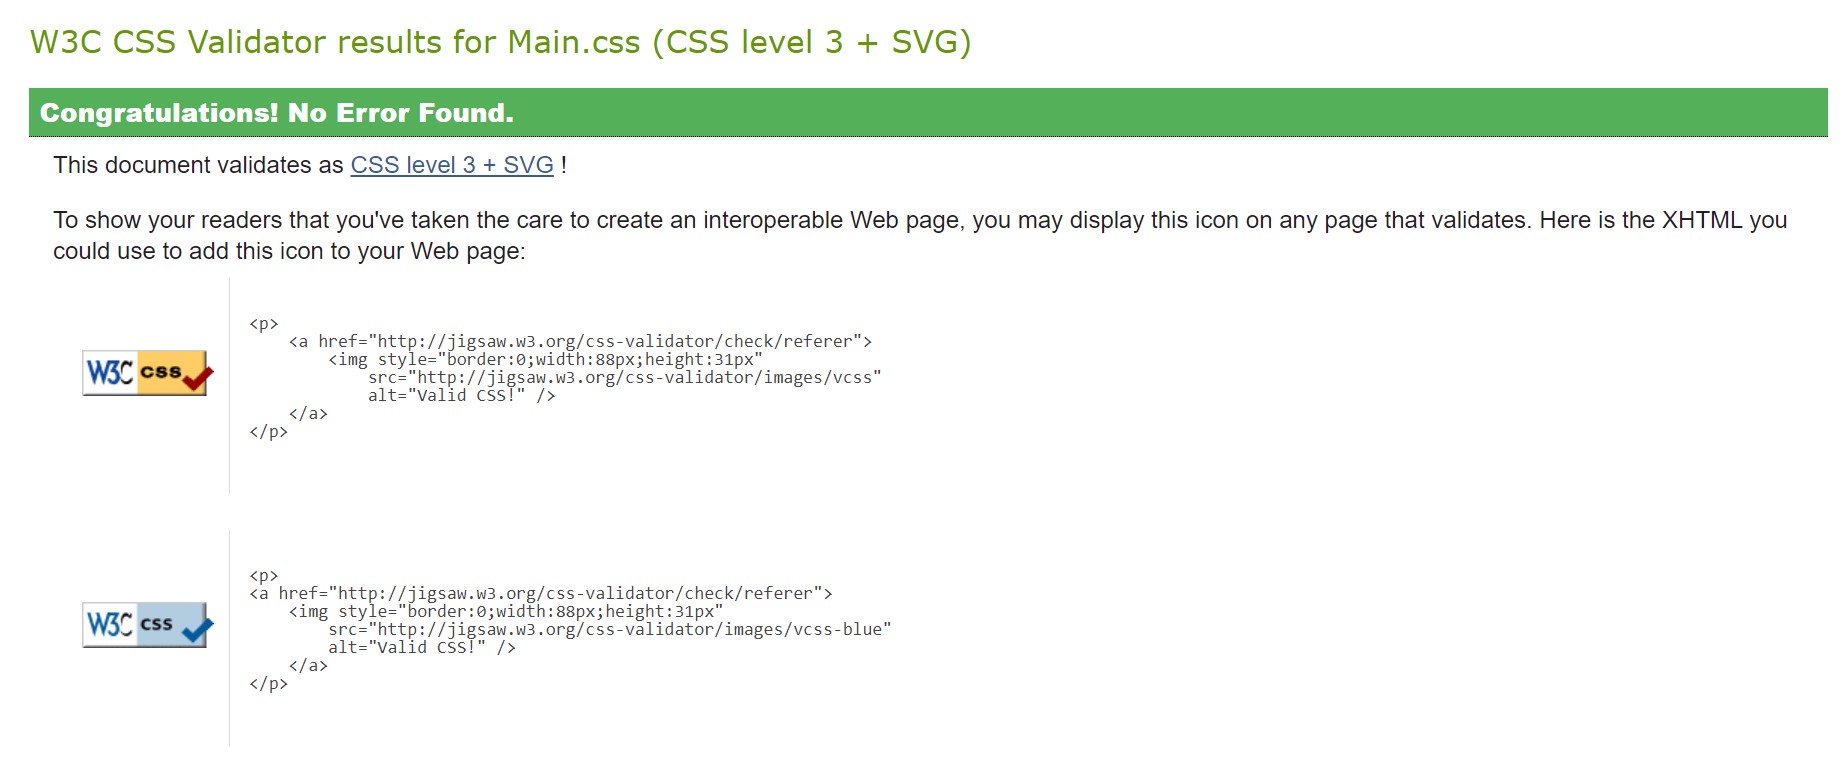 W3C CSS Validator results for Main.css (CSS level 3 + SVG)
Congratulations! No Error Found.
This document validates as CSS level 3 + SVG !
To show your readers that you've taken the care to create an interoperable Web page, you may display this icon on any page that validates. Here is the XHTML you
could use to add this icon to your Web page:
W3C css
<p>
    <a href="http://jigsaw.w3.org/css-validator/check/referer">
        <img style="border:0;width:88px;height:31px"
            src="http://jigsaw.w3.org/css-validator/images/vcss"
            alt="Valid CSS!" />
    </a>
</p>
W3C css
<p>
<a href="http://jigsaw.w3.org/css-validator/check/referer">
    <img style="border:0;width:88px;height:31px"
        src="http://jigsaw.w3.org/css-validator/images/vcss-blue"
        alt="Valid CSS!" />
    </a>
</p>